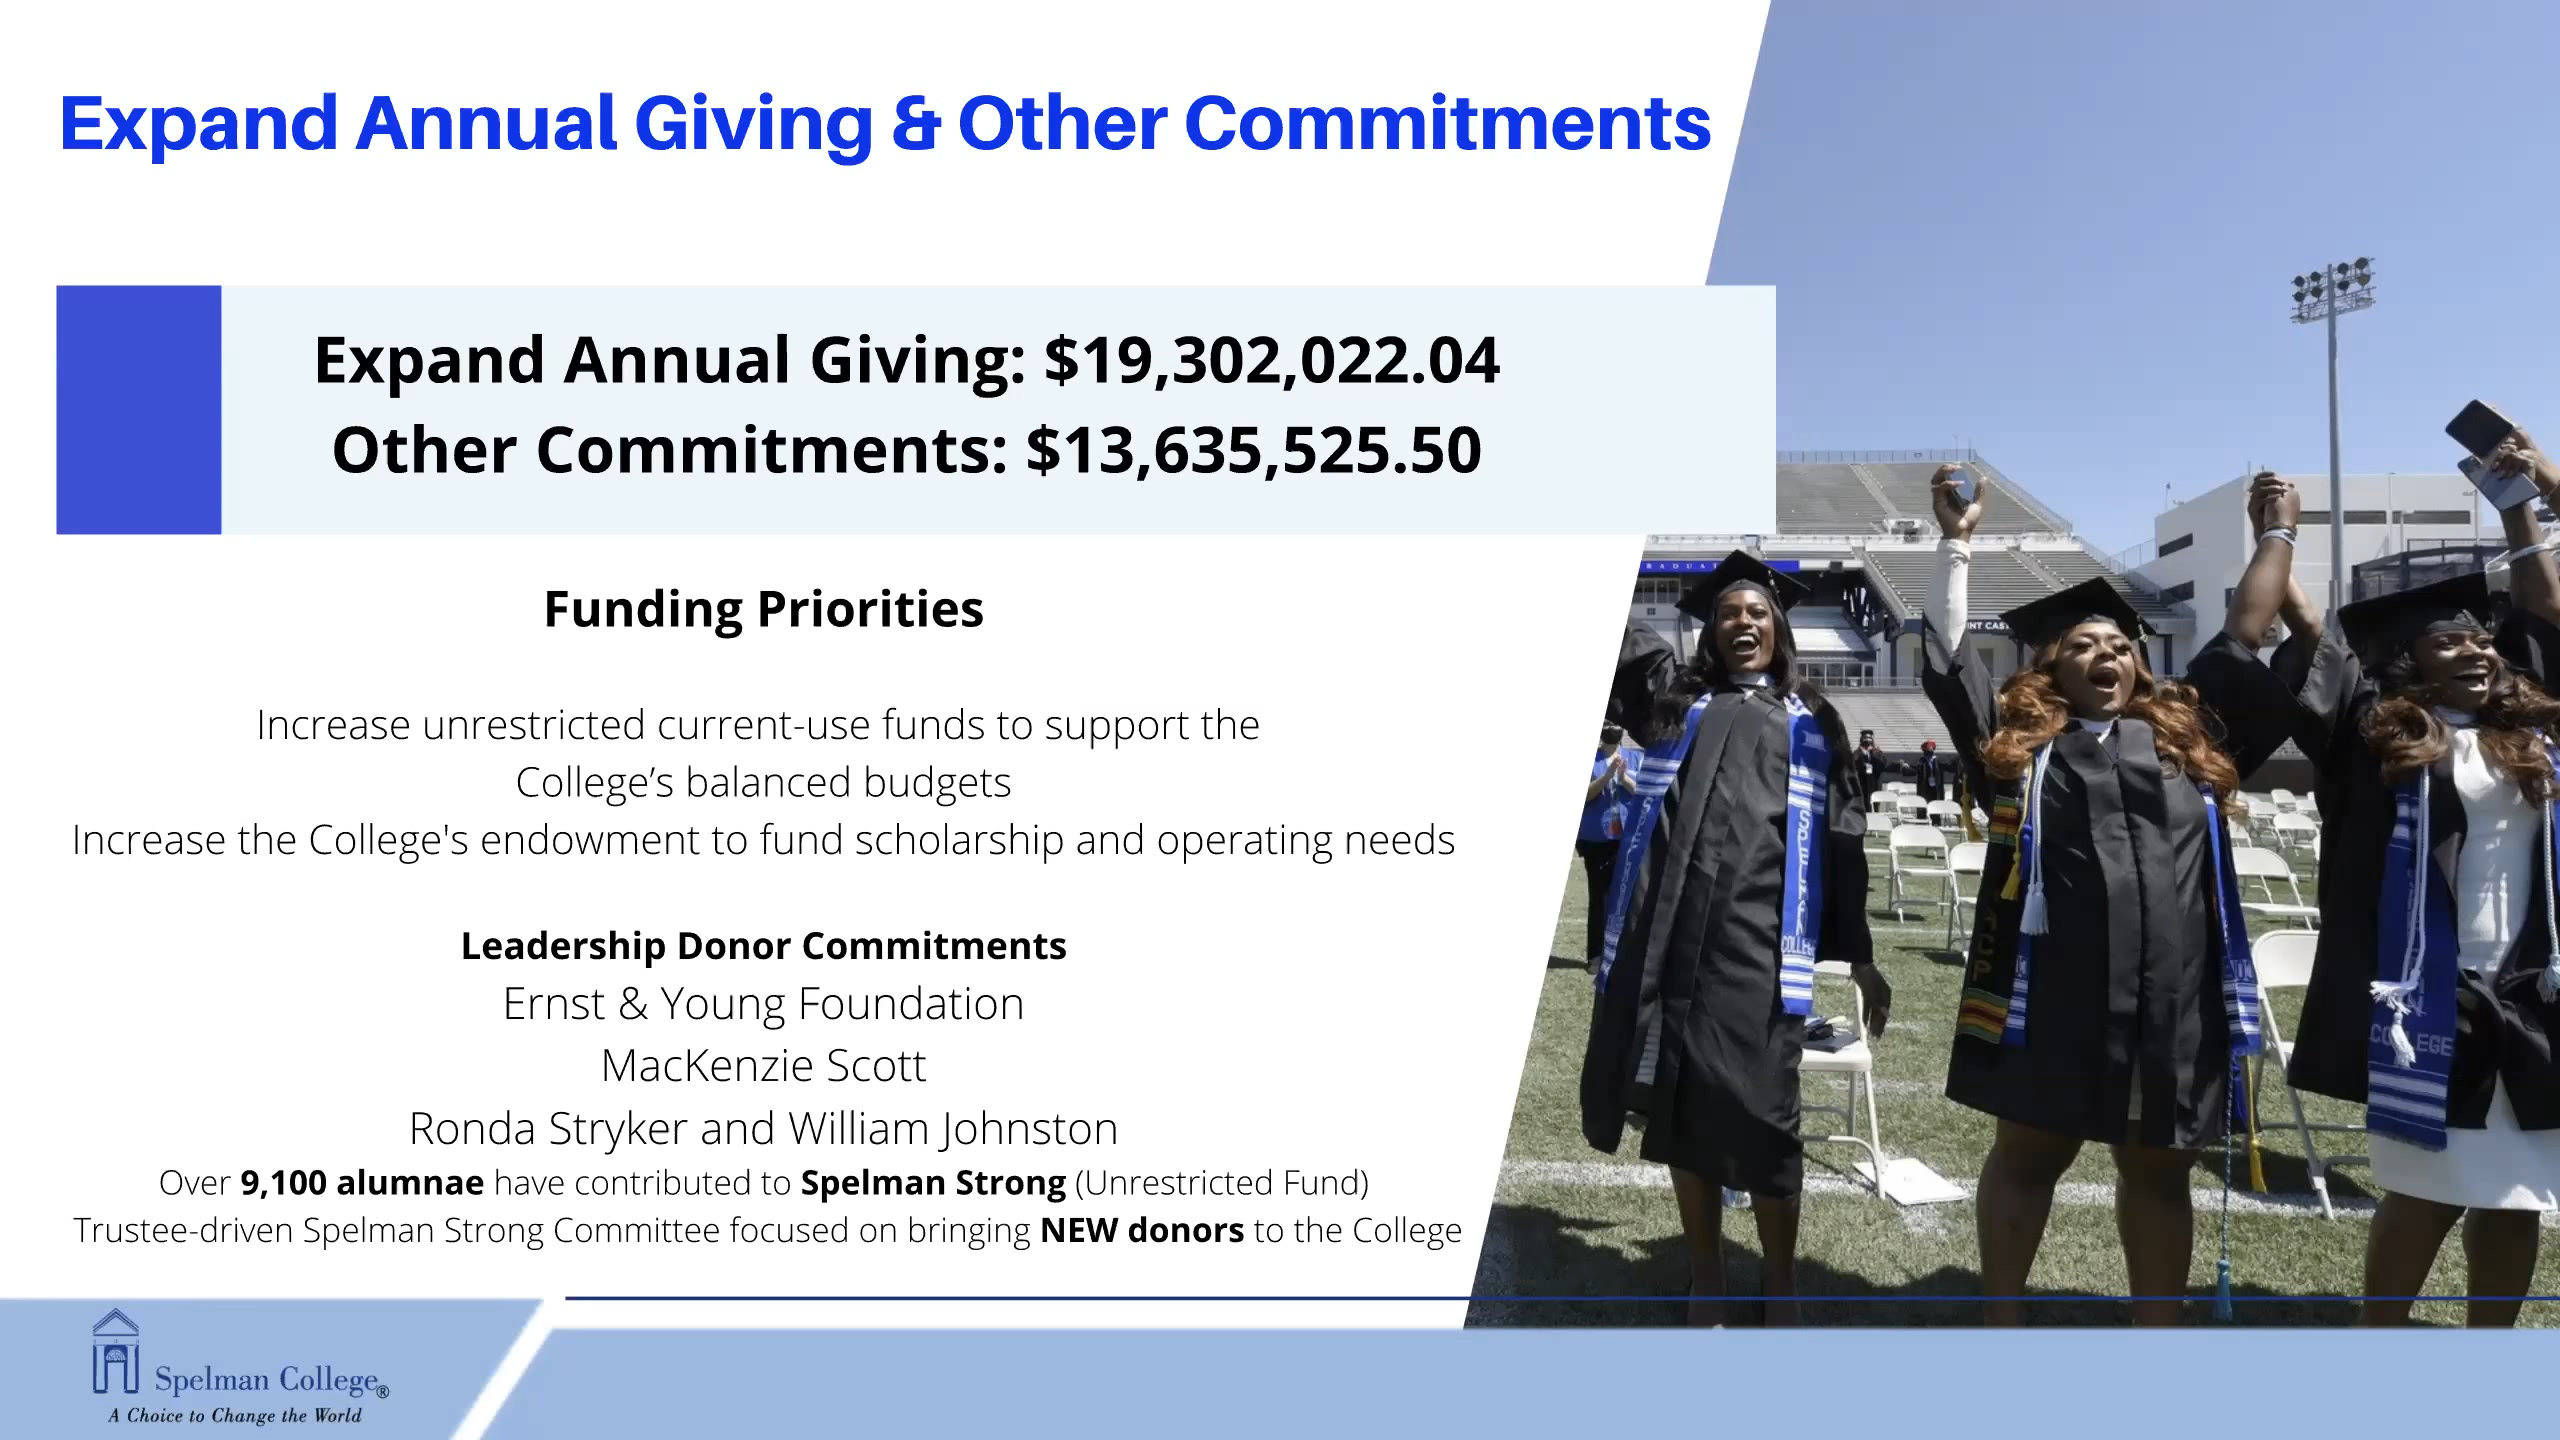 Expand Annual Giving & Other Commitments
Expand Annual Giving: $19,302,022.04
Other Commitments: $13,635,525.50
Funding Priorities
Increase unrestricted current-use funds to support the
College’s balanced budgets
Increase the College's endowment to fund scholarship and operating needs
Leadership Donor Commitments
Ernst & Young Foundation
MacKenzie Scott
Ronda Stryker and William Johnston
Over 9,100 alumnae have contributed to Spelman Strong (Unrestricted Fund)
Trustee-driven Spelman Strong Committee focused on bringing NEW donors to the College
SPELMAN
COLLEGE
COLLEGE
Spelman College®
A Choice to Change the World